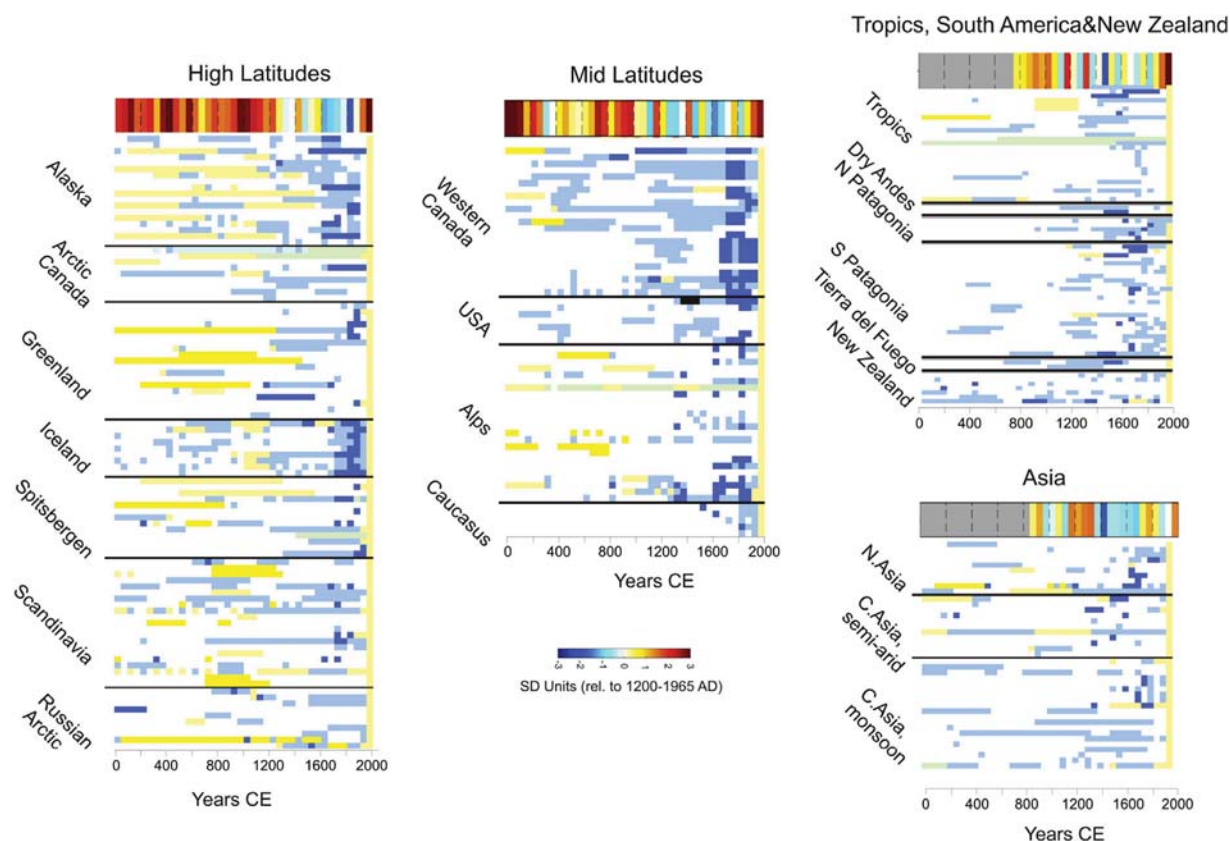 High Latitudes
Alaska
Arctic
Canada
Greenland
Iceland
Spitsbergen
Scandinavia
Russian
Arctic
0 400 800 1200 1600 2000
Years CE
Mid Latitudes
Western
Canada
USA
Alps
Caucasus
0 400 800 1200 1600 2000
Years CE
-3 -2 -1 0 1 2 3
SD Units (rel. to 1200-1965 AD)
Tropics, South America&New Zealand
Tropics
Dry Andes
N Patagonia
S Patagonia
Tierra del Fuego
New Zealand
0 400 800 1200 1600 2000
Asia
N.Asia
C.Asia,
semi-arid
C.Asia,
monsoon
0 400 800 1200 1600 2000
Years CE